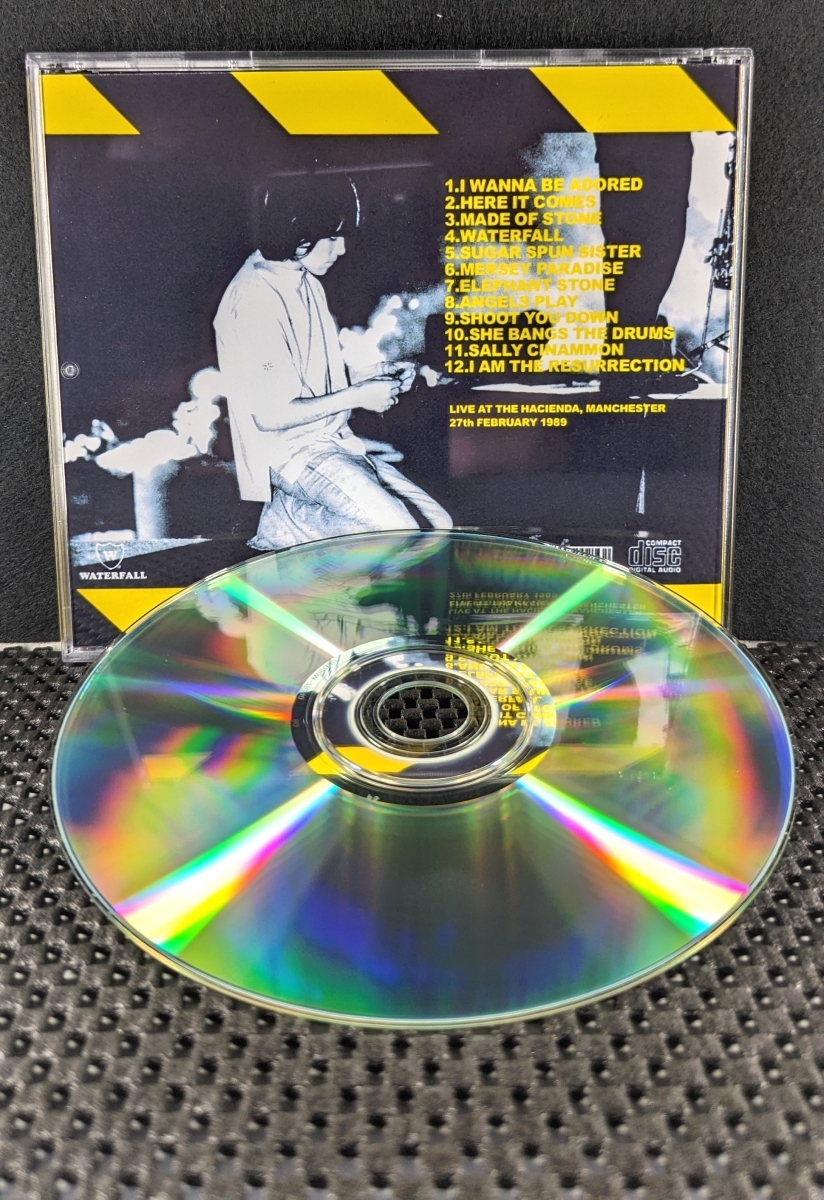 1.I WANNA BE ADORED
2.HERE IT COMES
3.MADE OF STONE
4.WATERFALL
5.SUGAR SPUN SISTER
6.MERSEY PARADISE
7.ELEPHANT STONE
8.ANGELS PLAY
9.SHOOT YOU DOWN
10.SHE BANGS THE DRUMS
11.SALLY CINAMMON
12.I AM THE RESURRECTION
LIVE AT THE HACIENDA, MANCHESTER
27th FEBRUARY 1989
W
WATERFALL
COMPACT
disc
DIGITAL AUDIO